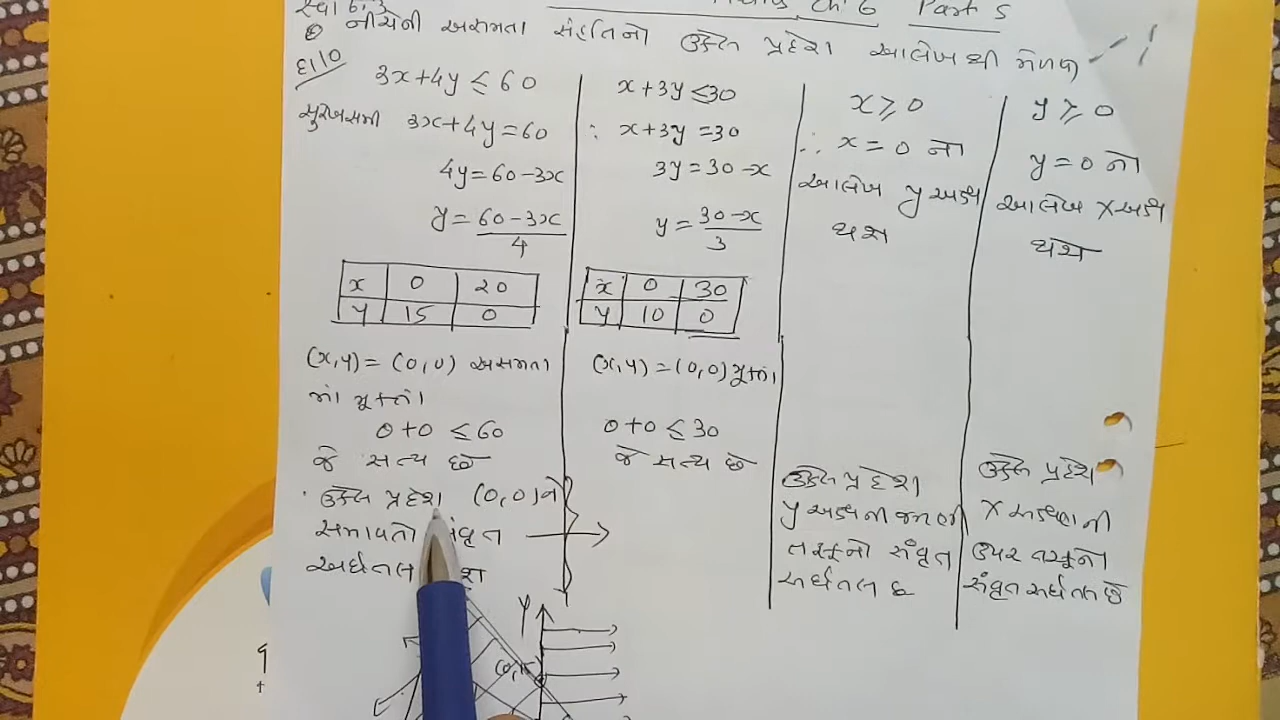 Ch 6 Part 5
નીચેની અસમતા સંહતિનો ઉકેલ પ્રદેશ આલેખથી મેળવો
દા10
3x+4y ≤ 60
સુરેખ સમી 3x+4y=60
4y=60-3x
y= 60-3x / 4
x 0 20
y 15 0
(x,y)= (0,0) અસમતા
માં મૂકતાં
0+0 ≤ 60
જે સત્ય છે
ઉકેલ પ્રદેશ (0,0)ને
સમાવતો સંવૃત
અર્ધતલ
x+3y ≤ 30
∴ x+3y =30
3y=30-x
y= 30-x / 3
x 0 30
y 10 0
(x,y)=(0,0) મૂકતાં
0+0 ≤ 30
જે સત્ય છે
x ≥ 0
∴ x=0 ના
આલેખ y અક્ષ
થશે
ઉકેલ પ્રદેશ
y અક્ષની જમણી
તરફનો સંવૃત
અર્ધતલ છે
y ≥ 0
y=0 નો
આલેખ x અક્ષ
થશે
ઉકેલ પ્રદેશ
x અક્ષની
ઉપર તરફનો
સંવૃત અર્ધતલ છે
y
(0,15)